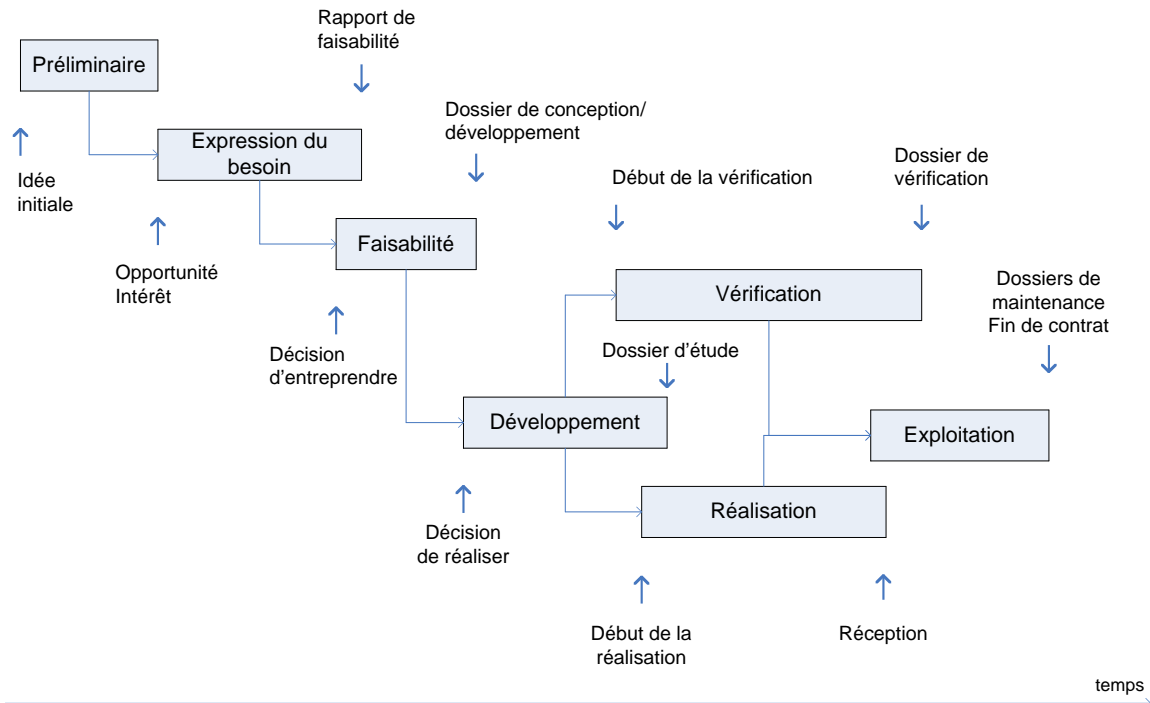 Rapport de
faisabilité
Préliminaire
Dossier de conception/
développement
Expression du
besoin
Dossier de
vérification
Début de la vérification
Idée
initiale
Faisabilité
Opportunité
Intérêt
Vérification
Dossiers de
maintenance
Fin de contrat
Décision
d'entreprendre
Dossier d'étude
Développement
Exploitation
Réalisation
Décision
de réaliser
Début de la
réalisation
Réception
temps